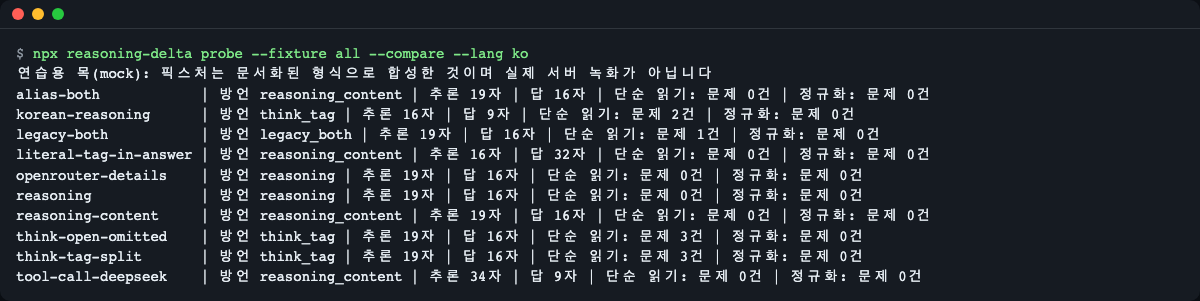 $ npx reasoning-delta probe --fixture all --compare --lang ko
연습용 목(mock): 픽스처는 문서화된 형식으로 합성한 것이며 실제 서버 녹화가 아닙니다
alias-both | 방언 reasoning_content | 추론 19자 | 답 16자 | 단순 읽기: 문제 0건 | 정규화: 문제 0건
korean-reasoning | 방언 think_tag | 추론 16자 | 답 9자 | 단순 읽기: 문제 2건 | 정규화: 문제 0건
legacy-both | 방언 legacy_both | 추론 19자 | 답 16자 | 단순 읽기: 문제 1건 | 정규화: 문제 0건
literal-tag-in-answer | 방언 reasoning_content | 추론 16자 | 답 32자 | 단순 읽기: 문제 0건 | 정규화: 문제 0건
openrouter-details | 방언 reasoning | 추론 19자 | 답 16자 | 단순 읽기: 문제 0건 | 정규화: 문제 0건
reasoning | 방언 reasoning | 추론 19자 | 답 16자 | 단순 읽기: 문제 0건 | 정규화: 문제 0건
reasoning-content | 방언 reasoning_content | 추론 19자 | 답 16자 | 단순 읽기: 문제 0건 | 정규화: 문제 0건
think-open-omitted | 방언 think_tag | 추론 19자 | 답 16자 | 단순 읽기: 문제 3건 | 정규화: 문제 0건
think-tag-split | 방언 think_tag | 추론 19자 | 답 16자 | 단순 읽기: 문제 3건 | 정규화: 문제 0건
tool-call-deepseek | 방언 reasoning_content | 추론 34자 | 답 9자 | 단순 읽기: 문제 0건 | 정규화: 문제 0건